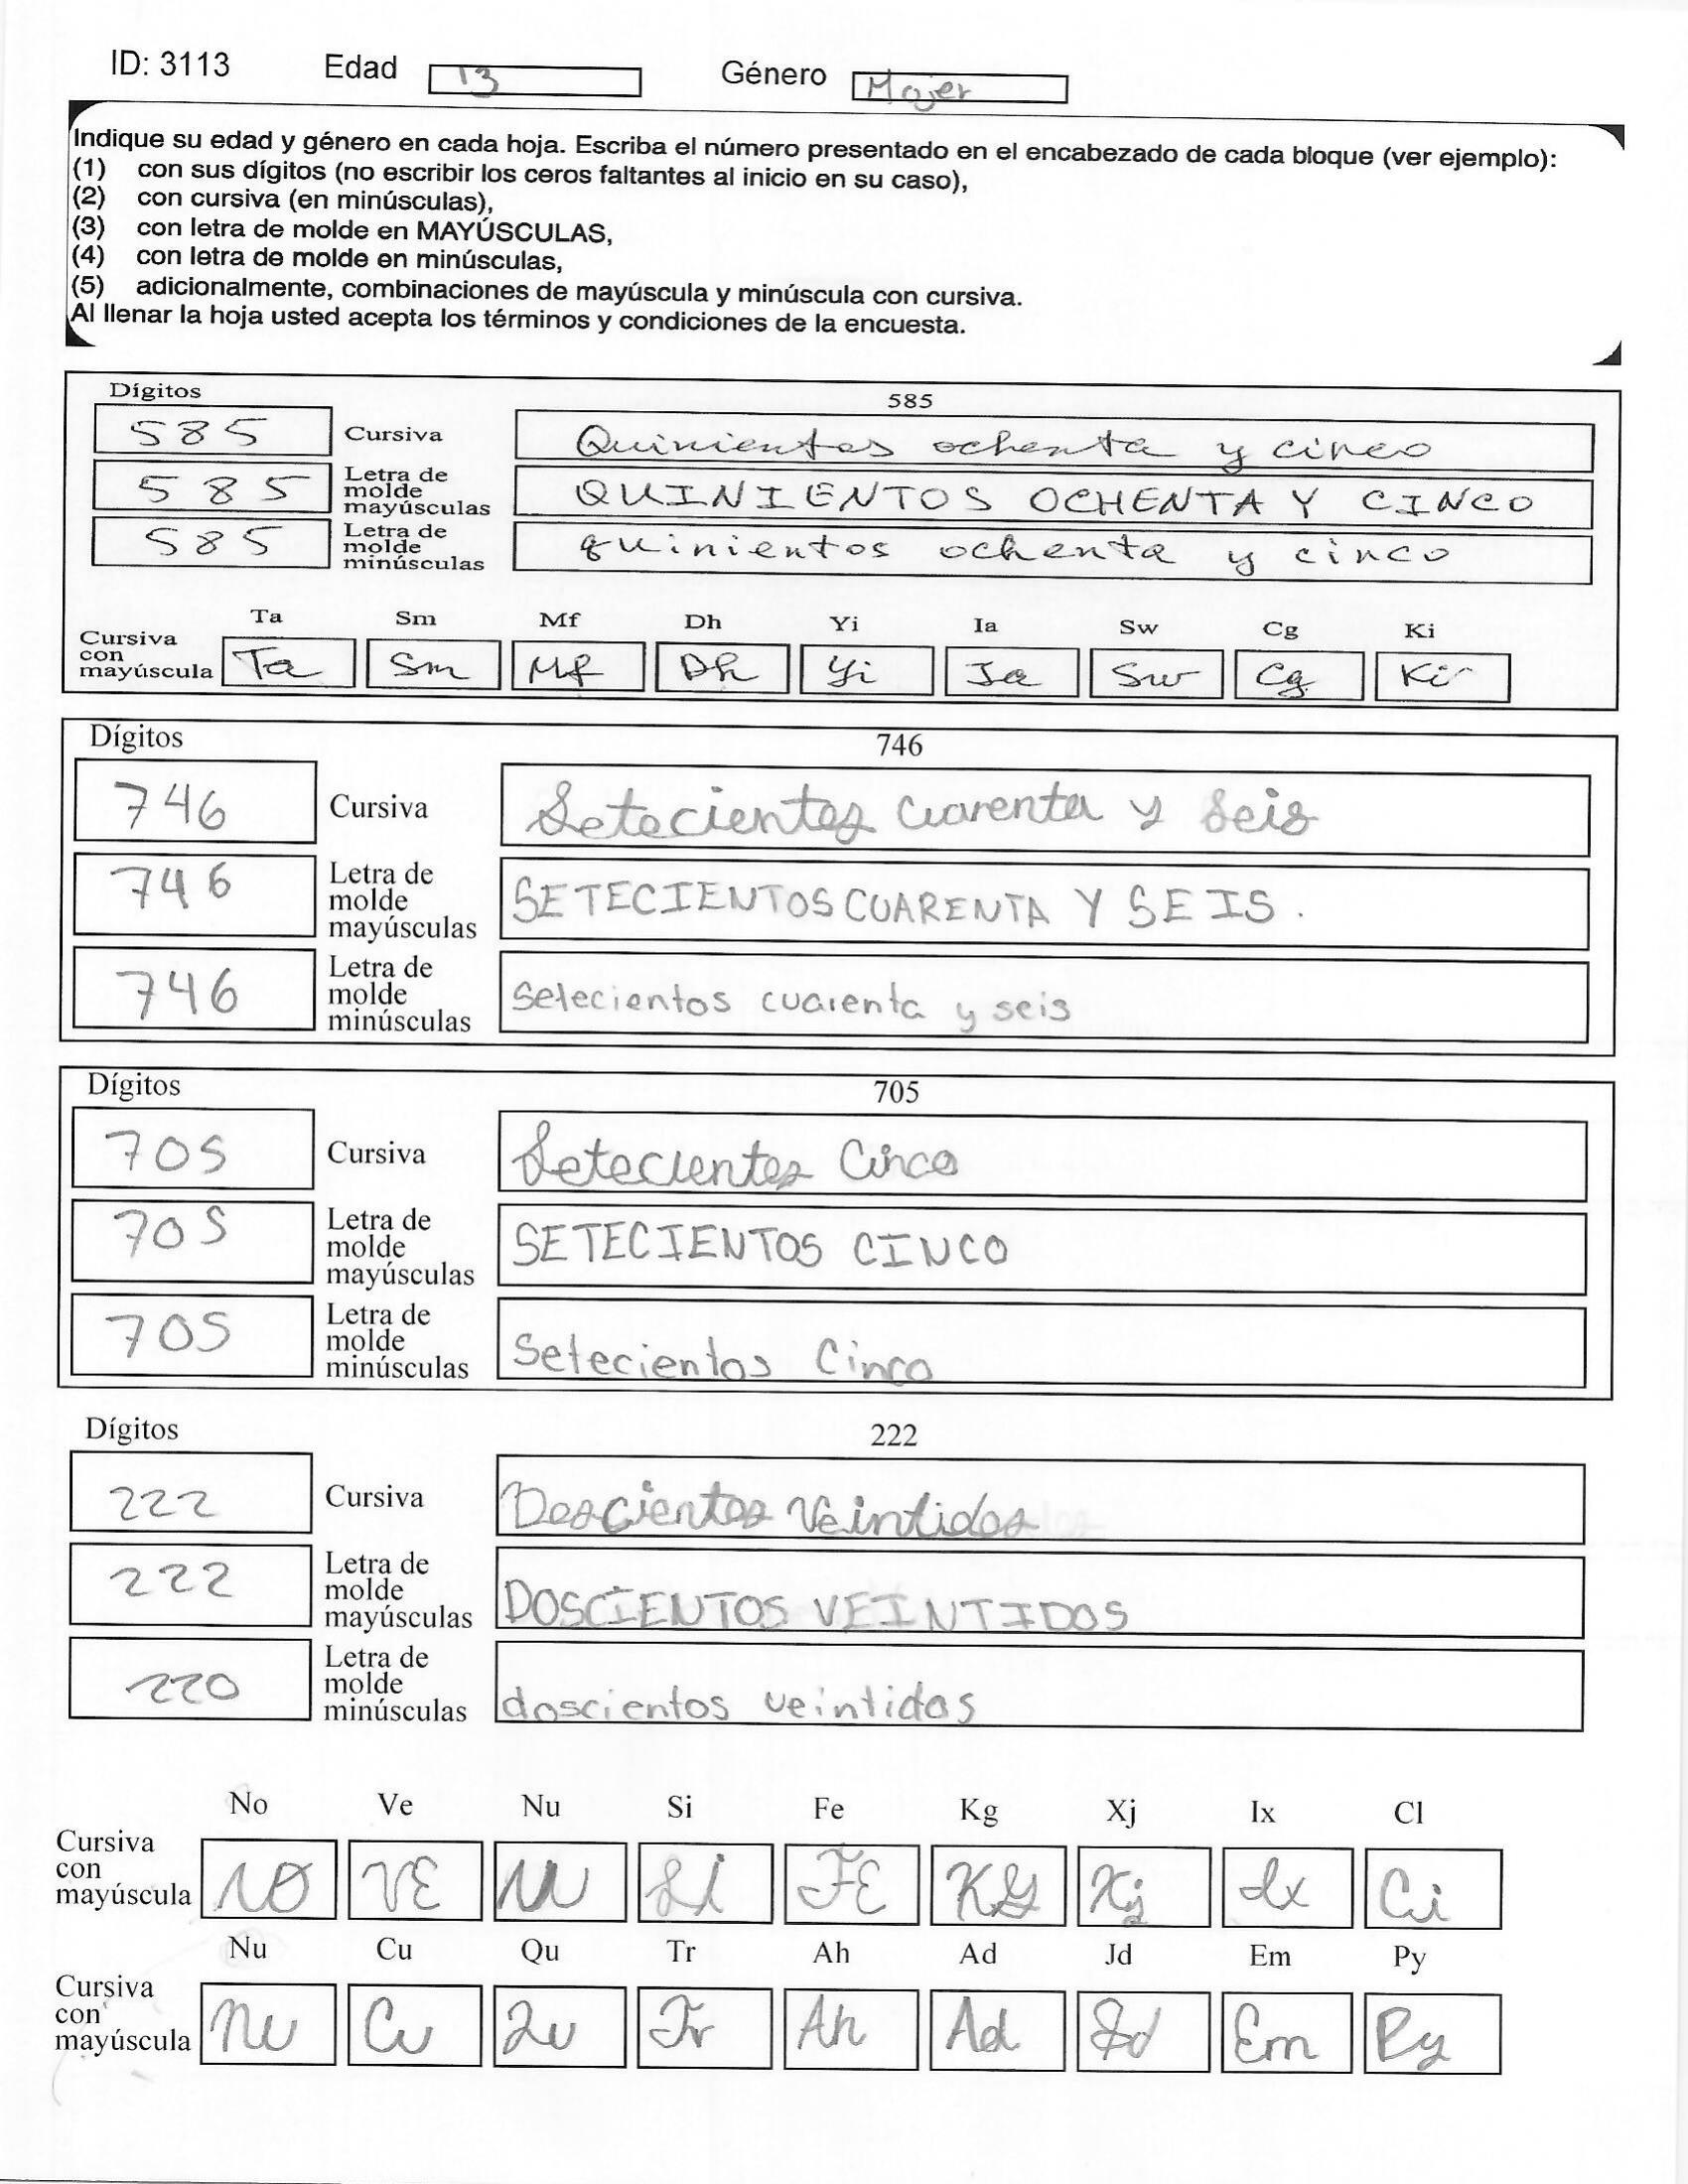 ID: 3113 Edad 13 Género Mujer
Indique su edad y género en cada hoja. Escriba el número presentado en el encabezado de cada bloque (ver ejemplo):
(1) con sus dígitos (no escribir los ceros faltantes al inicio en su caso),
(2) con cursiva (en minúsculas),
(3) con letra de molde en MAYÚSCULAS,
(4) con letra de molde en minúsculas,
(5) adicionalmente, combinaciones de mayúscula y minúscula con cursiva.
Al llenar la hoja usted acepta los términos y condiciones de la encuesta.
Dígitos 585
585 Cursiva Quinientos ochenta y cinco
585 Letra de molde mayúsculas QUINIENTOS OCHENTA Y CINCO
585 Letra de molde minúsculas quinientos ochenta y cinco
Ta Sm Mf Dh Yi Ia Sw Cg Ki
Cursiva con mayúscula Ta Sm Mf Dh Yi Ia Sw Cg Ki
Dígitos 746
746 Cursiva Setecientos Cuarenta y Seis
746 Letra de molde mayúsculas SETECIENTOS CUARENTA Y SEIS.
746 Letra de molde minúsculas setecientos cuarenta y seis
Dígitos 705
705 Cursiva Setecientos Cinco
705 Letra de molde mayúsculas SETECIENTOS CINCO
705 Letra de molde minúsculas Setecientos Cinco
Dígitos 222
222 Cursiva Doscientos Veintidos
222 Letra de molde mayúsculas DOSCIENTOS VEINTIDOS
220 Letra de molde minúsculas doscientos veintidos
No Ve Nu Si Fe Kg Xj Ix Cl
Cursiva con mayúscula NO VE NU Si FE KG Xj Ix Ci
Nu Cu Qu Tr Ah Ad Jd Em Py
Cursiva con mayúscula Nu Cu Qu Tr Ah Ad Jd Em Py